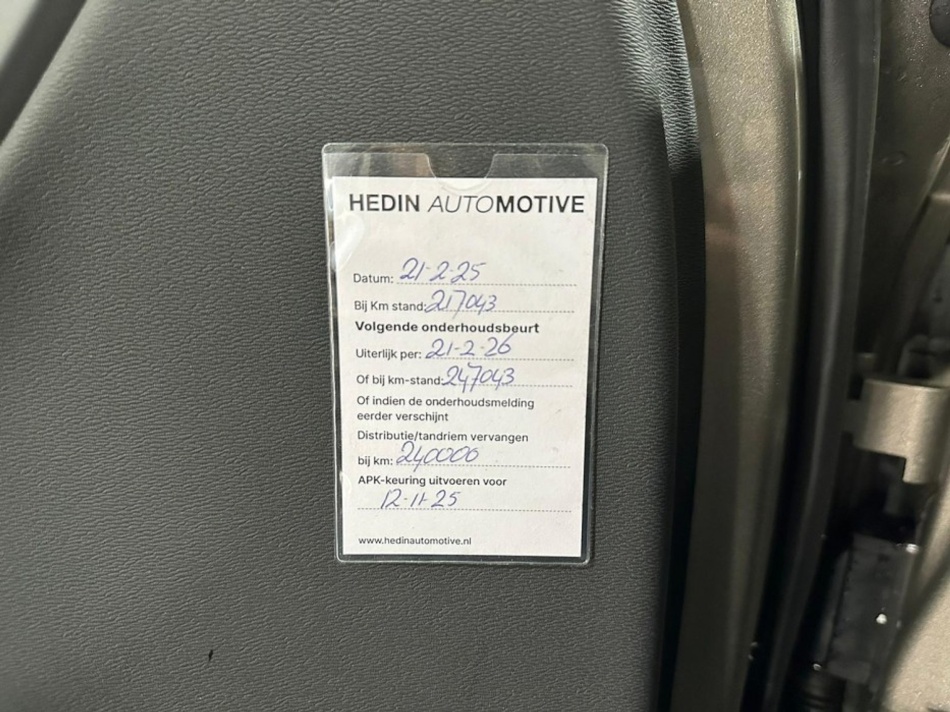 HEDIN AUTOMOTIVE
Datum: 21-2-25
Bij Km stand: 217043
Volgende onderhoudsbeurt
Uiterlijk per: 21-2-26
Of bij km-stand: 247043
Of indien de onderhoudsmelding
eerder verschijnt
Distributie/tandriem vervangen
bij km: 240000
APK-keuring uitvoeren voor
12-11-25
www.hedinautomotive.nl